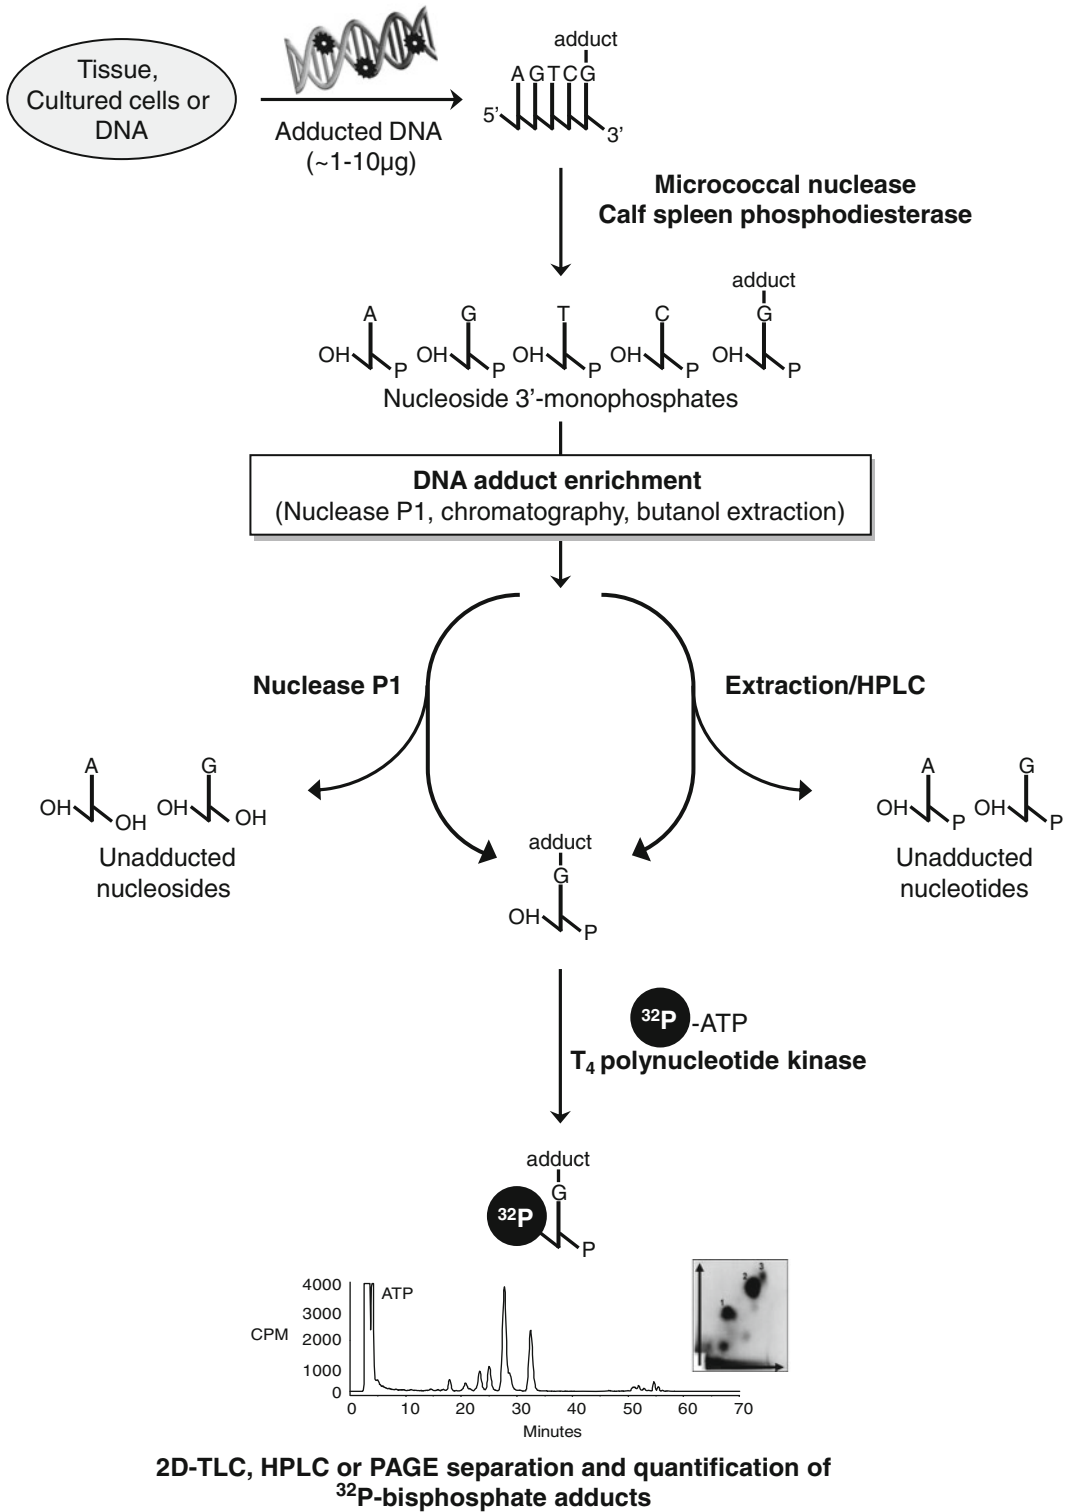 adduct
Tissue,
Cultured cells or
DNA
A G T C G
5’
3’
Adducted DNA
(~1-10µg)
Micrococcal nuclease
Calf spleen phosphodiesterase
adduct
A G T C G
OH P OH P OH P OH P OH P
Nucleoside 3’-monophosphates
DNA adduct enrichment
(Nuclease P1, chromatography, butanol extraction)
Nuclease P1
Extraction/HPLC
A G
OH OH OH OH
Unadducted
nucleosides
A G
OH P OH P
Unadducted
nucleotides
adduct
G
OH P
32P-ATP
T4 polynucleotide kinase
adduct
G
32P
P
4000
3000
2000
1000
0
CPM
ATP
1
2
3
0 10 20 30 40 50 60 70
Minutes
2D-TLC, HPLC or PAGE separation and quantification of
32P-bisphosphate adducts